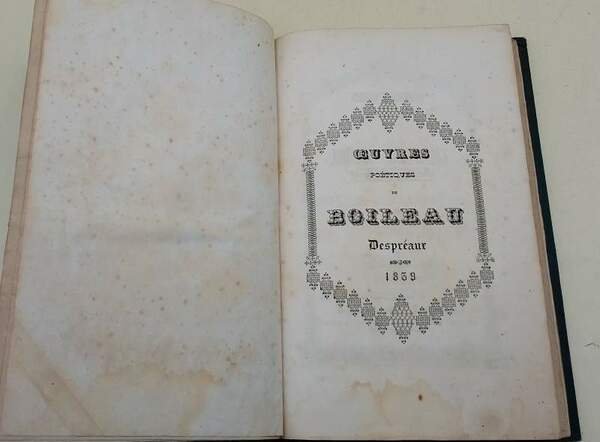 ŒUVRES
POÉTIQUES
DE
BOILEAU
Despréaux
1839